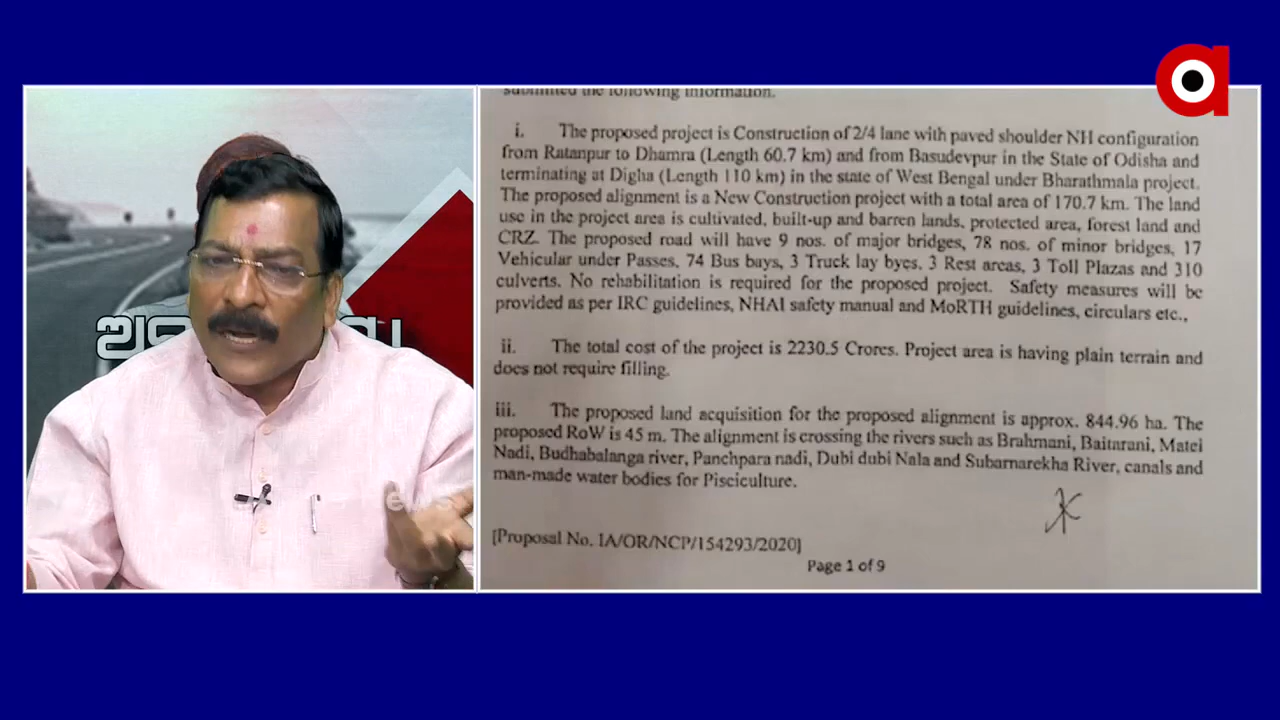 submitted the following information.
i. The proposed project is Construction of 2/4 lane with paved shoulder NH configuration
from Ratanpur to Dhamra (Length 60.7 km) and from Basudevpur in the State of Odisha and
terminating at Digha (Length 110 km) in the state of West Bengal under Bharathmala project.
The proposed alignment is a New Construction project with a total area of 170.7 km. The land
use in the project area is cultivated, built-up and barren lands, protected area, forest land and
CRZ. The proposed road will have 9 nos. of major bridges, 78 nos. of minor bridges, 17
Vehicular under Passes, 74 Bus bays, 3 Truck lay byes, 3 Rest areas, 3 Toll Plazas and 310
culverts. No rehabilitation is required for the proposed project. Safety measures will be
provided as per IRC guidelines, NHAI safety manual and MoRTH guidelines, circulars etc.,
ii. The total cost of the project is 2230.5 Crores. Project area is having plain terrain and
does not require filling.
iii. The proposed land acquisition for the proposed alignment is approx. 844.96 ha. The
proposed RoW is 45 m. The alignment is crossing the rivers such as Brahmani, Baitarani, Matei
Nadi, Budhabalanga river, Panchpara nadi, Dubi dubi Nala and Subarnarekha River, canals and
man-made water bodies for Pisciculture.
[Proposal No. IA/OR/NCP/154293/2020]
Page 1 of 9